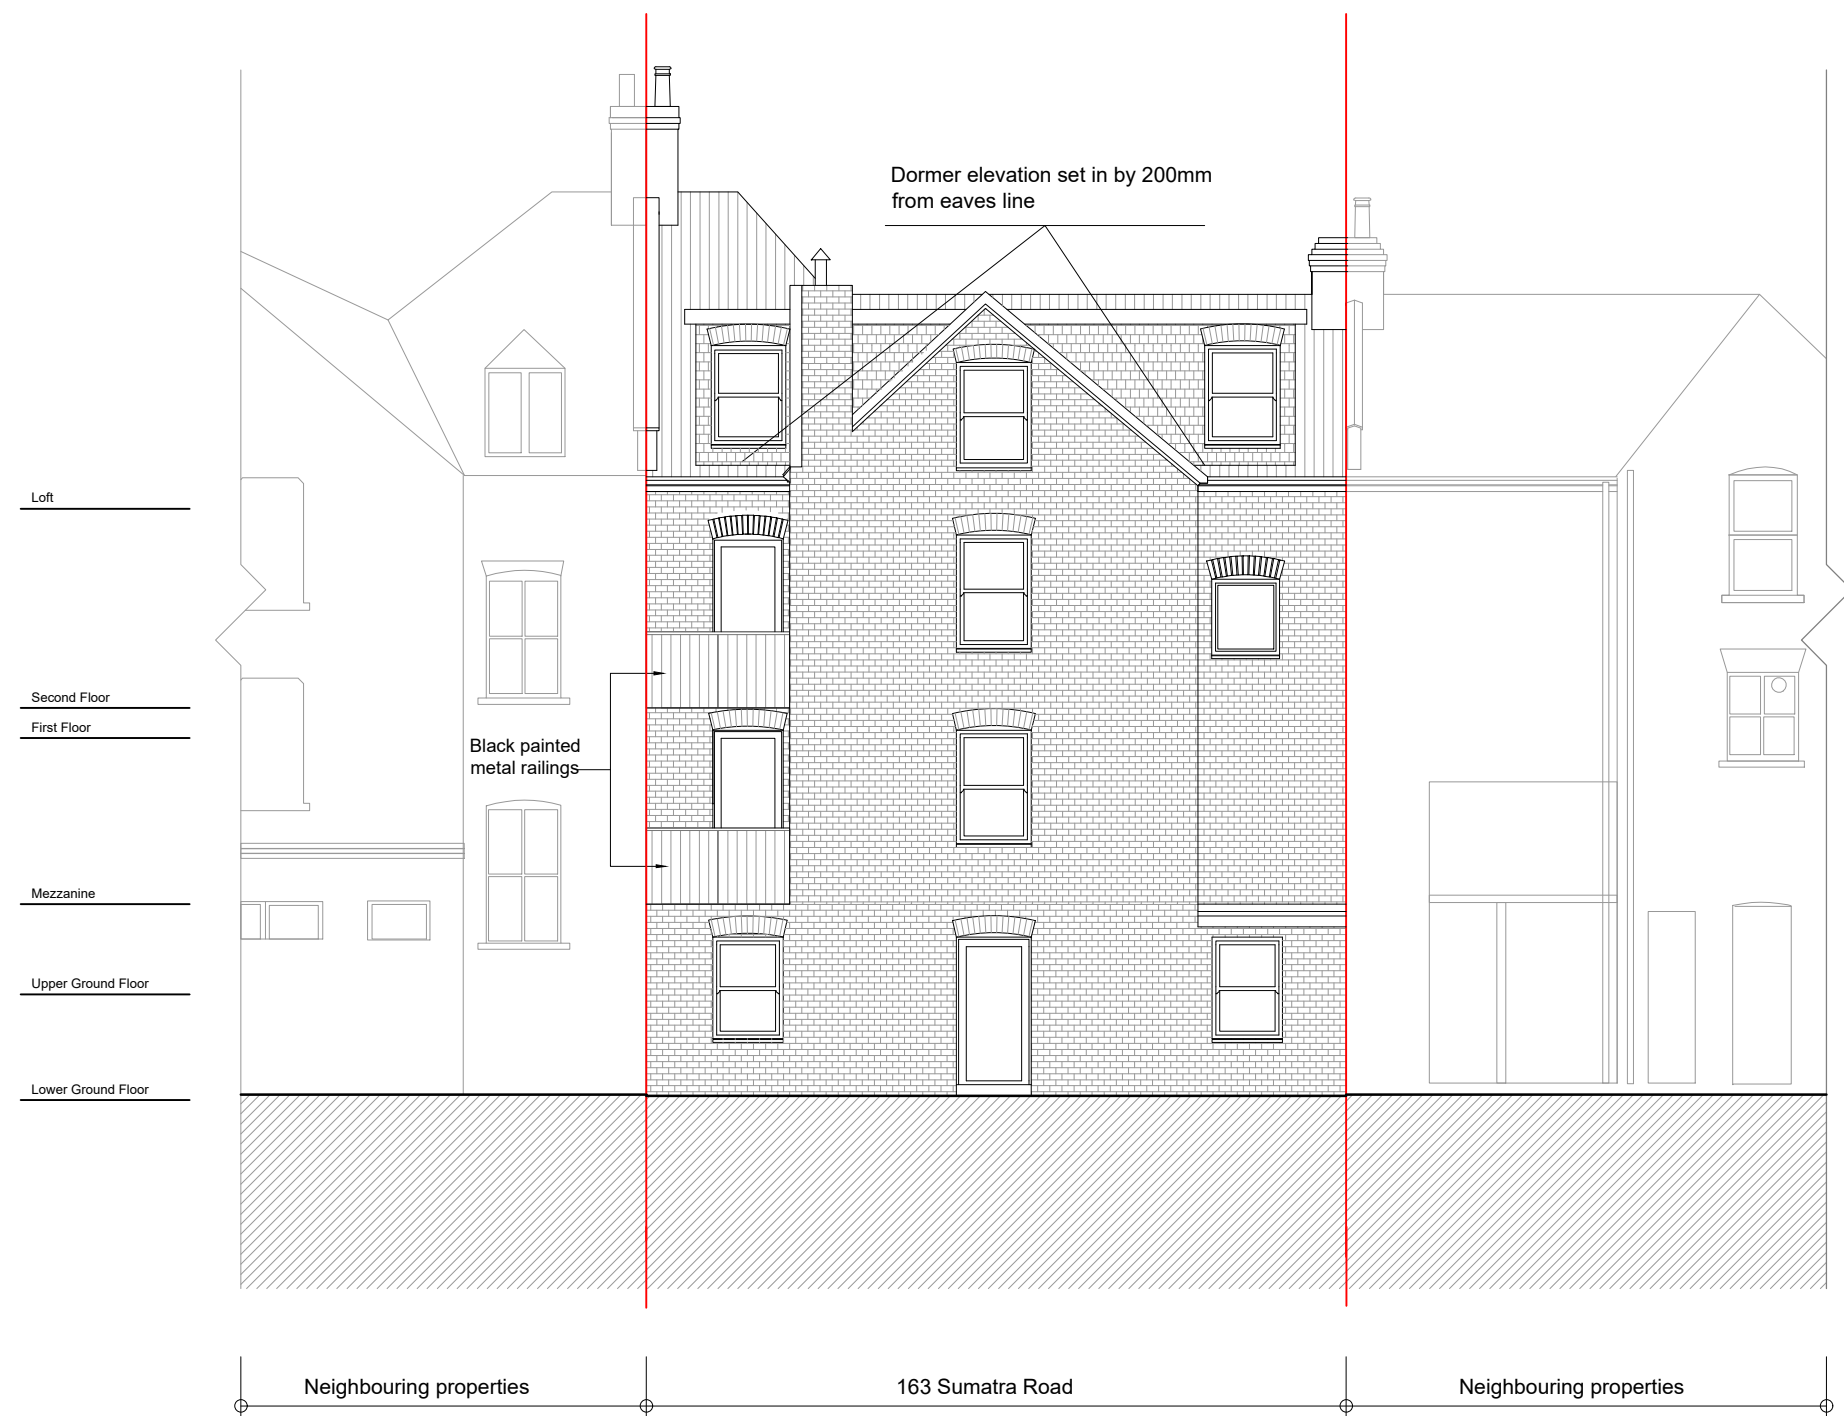 Dormer elevation set in by 200mm
from eaves line
Loft
Second Floor
First Floor
Black painted
metal railings
Mezzanine
Upper Ground Floor
Lower Ground Floor
Neighbouring properties
163 Sumatra Road
Neighbouring properties